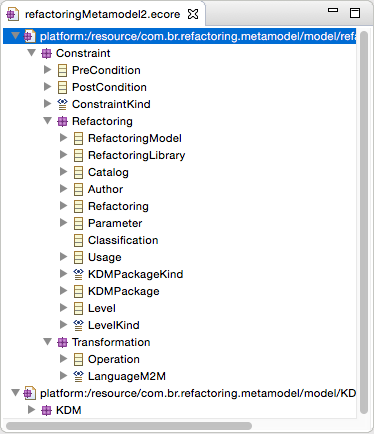 refactoringMetamodel2.ecore
platform:/resource/com.br.refactoring.metamodel/model/refa
Constraint
PreCondition
PostCondition
ConstraintKind
Refactoring
RefactoringModel
RefactoringLibrary
Catalog
Author
Refactoring
Parameter
Classification
Usage
KDMPackageKind
KDMPackage
Level
LevelKind
Transformation
Operation
LanguageM2M
platform:/resource/com.br.refactoring.metamodel/model/KD
KDM